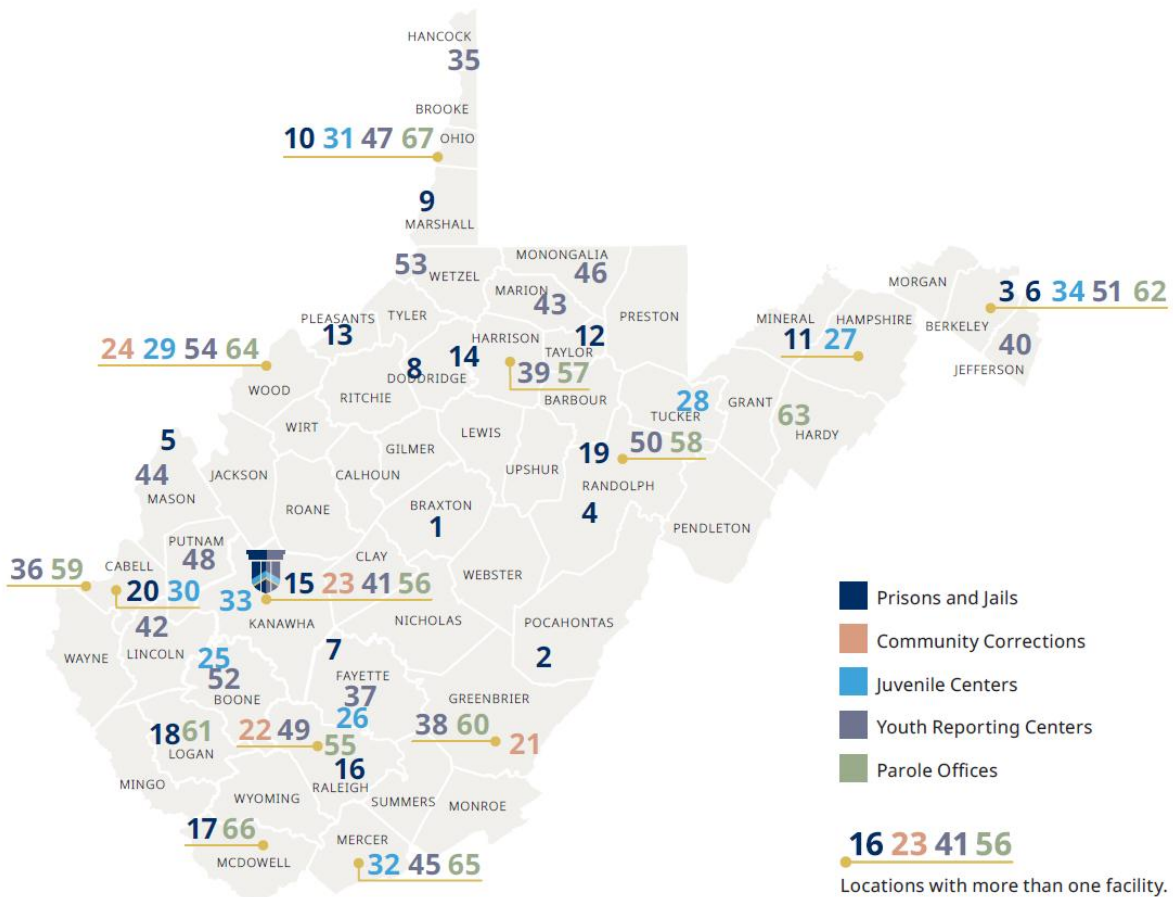 HANCOCK
35
BROOKE
10 31 47 67
OHIO
9
MARSHALL
53
WETZEL
MONONGALIA
46
MARION
43
PRESTON
MORGAN
3 6 34 51 62
BERKELEY
40
JEFFERSON
MINERAL
HAMPSHIRE
11 27
PLEASANTS
13
TYLER
HARRISON
14
12
TAYLOR
39 57
8
DODDRIDGE
24 29 54 64
WOOD
RITCHIE
BARBOUR
28
TUCKER
GRANT
63
HARDY
WIRT
LEWIS
GILMER
5
44
MASON
JACKSON
CALHOUN
UPSHUR
19
50 58
RANDOLPH
4
ROANE
BRAXTON
1
PENDLETON
PUTNAM
48
CLAY
WEBSTER
36 59
CABELL
20 30
33
15 23 41 56
KANAWHA
NICHOLAS
POCAHONTAS
2
42
LINCOLN
WAYNE
25
52
BOONE
7
FAYETTE
37
26
GREENBRIER
38 60
21
18 61
LOGAN
22 49
55
16
RALEIGH
MINGO
WYOMING
SUMMERS
MONROE
17 66
MCDOWELL
MERCER
32 45 65
Prisons and Jails
Community Corrections
Juvenile Centers
Youth Reporting Centers
Parole Offices
16 23 41 56
Locations with more than one facility.